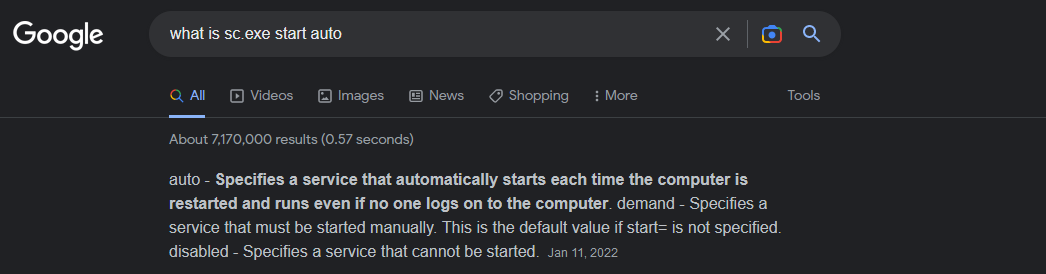 Google
what is sc.exe start auto
All
Videos
Images
News
Shopping
More
Tools
About 7,170,000 results (0.57 seconds)
auto - Specifies a service that automatically starts each time the computer is
restarted and runs even if no one logs on to the computer. demand - Specifies a
service that must be started manually. This is the default value if start= is not specified.
disabled - Specifies a service that cannot be started. Jan 11, 2022